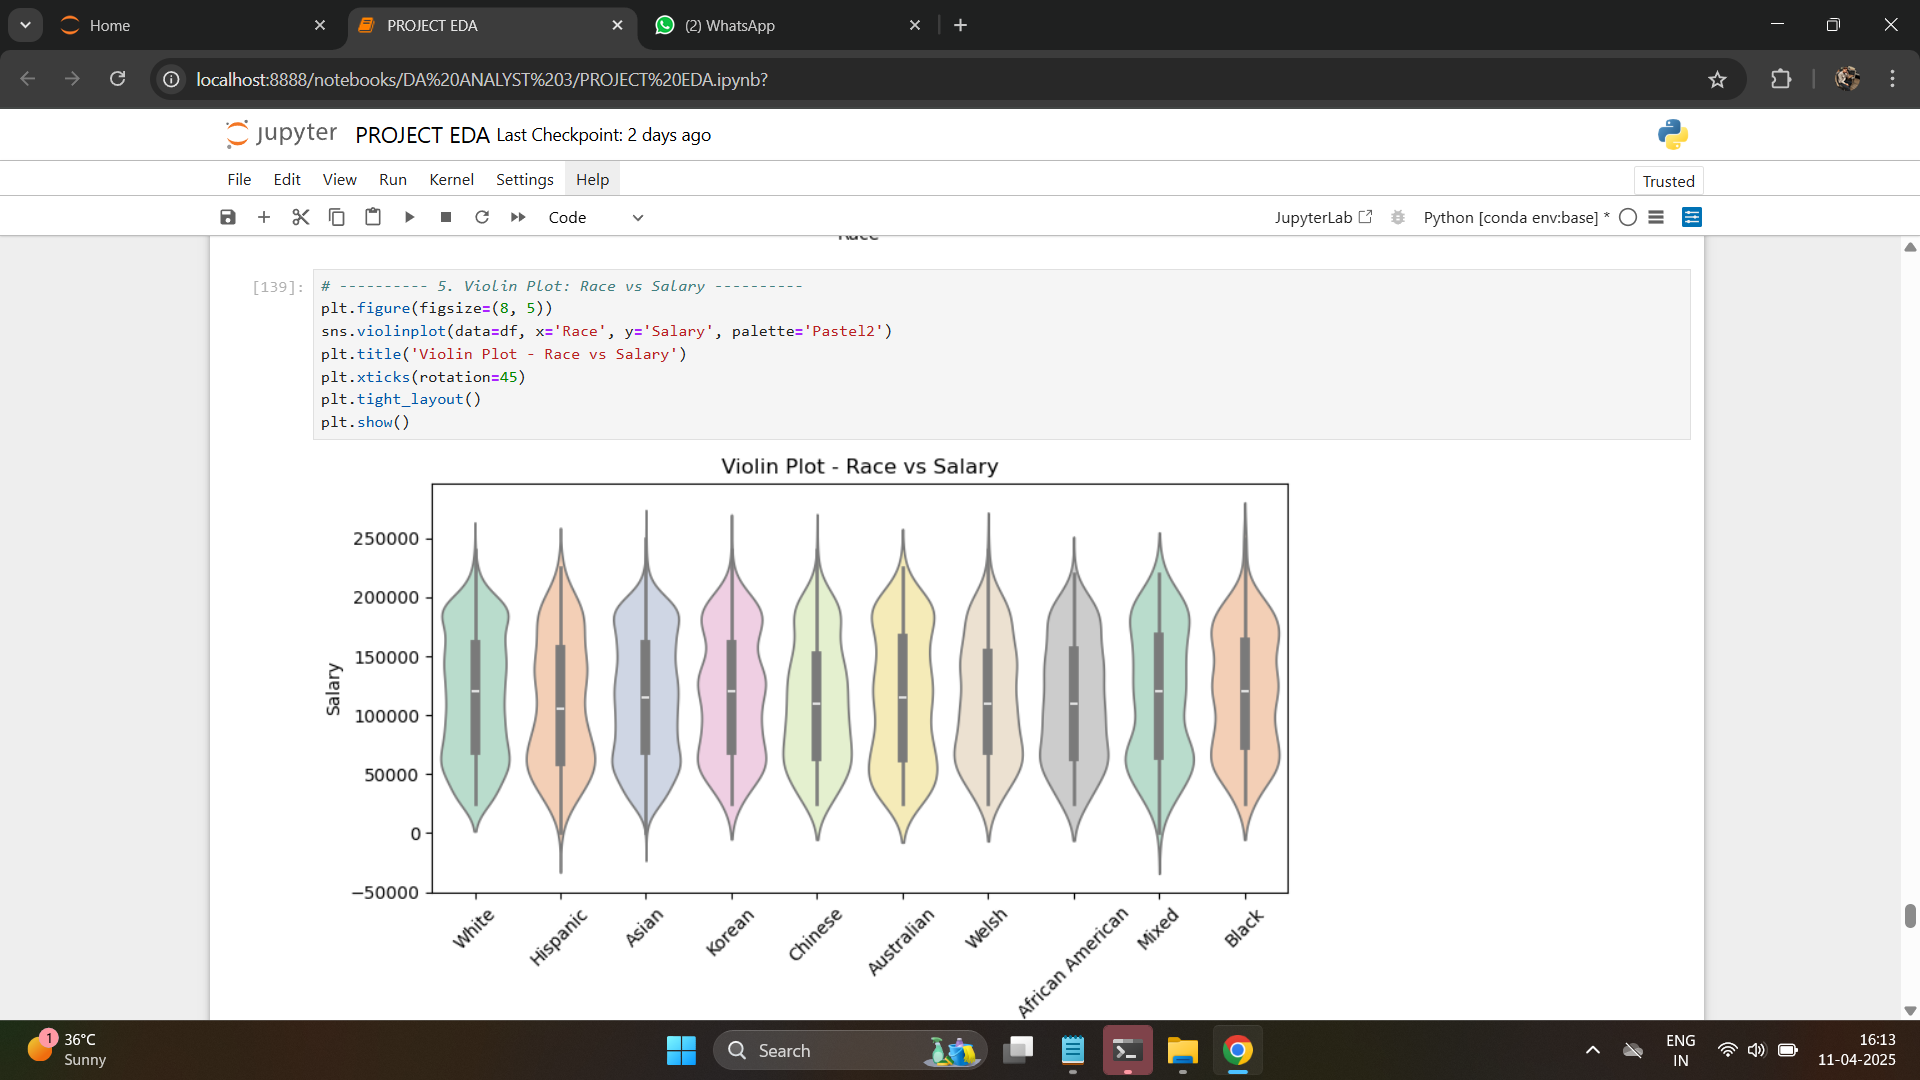 Home
PROJECT EDA
(2) WhatsApp
localhost:8888/notebooks/DA%20ANALYST%203/PROJECT%20EDA.ipynb?
jupyter PROJECT EDA Last Checkpoint: 2 days ago
File Edit View Run Kernel Settings Help
Trusted
Code
JupyterLab
Python [conda env:base] *
Race
[139]:
# ---------- 5. Violin Plot: Race vs Salary ----------
plt.figure(figsize=(8, 5))
sns.violinplot(data=df, x='Race', y='Salary', palette='Pastel2')
plt.title('Violin Plot - Race vs Salary')
plt.xticks(rotation=45)
plt.tight_layout()
plt.show()
Violin Plot - Race vs Salary
250000
200000
150000
100000
50000
0
−50000
Salary
White
Hispanic
Asian
Korean
Chinese
Australian
Welsh
African American
Mixed
Black
1
36°C
Sunny
Search
ENG
IN
16:13
11-04-2025